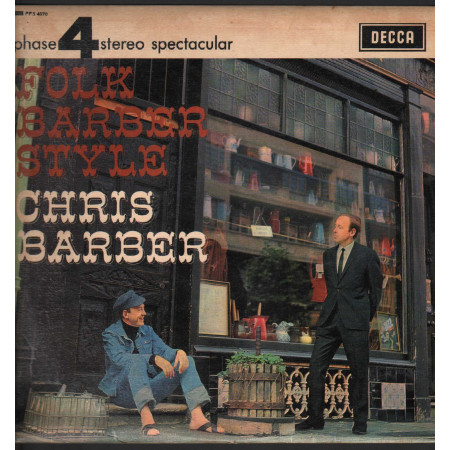 phase 4 stereo spectacular
DECCA
FOLK
BARBER
STYLE
CHRIS
BARBER